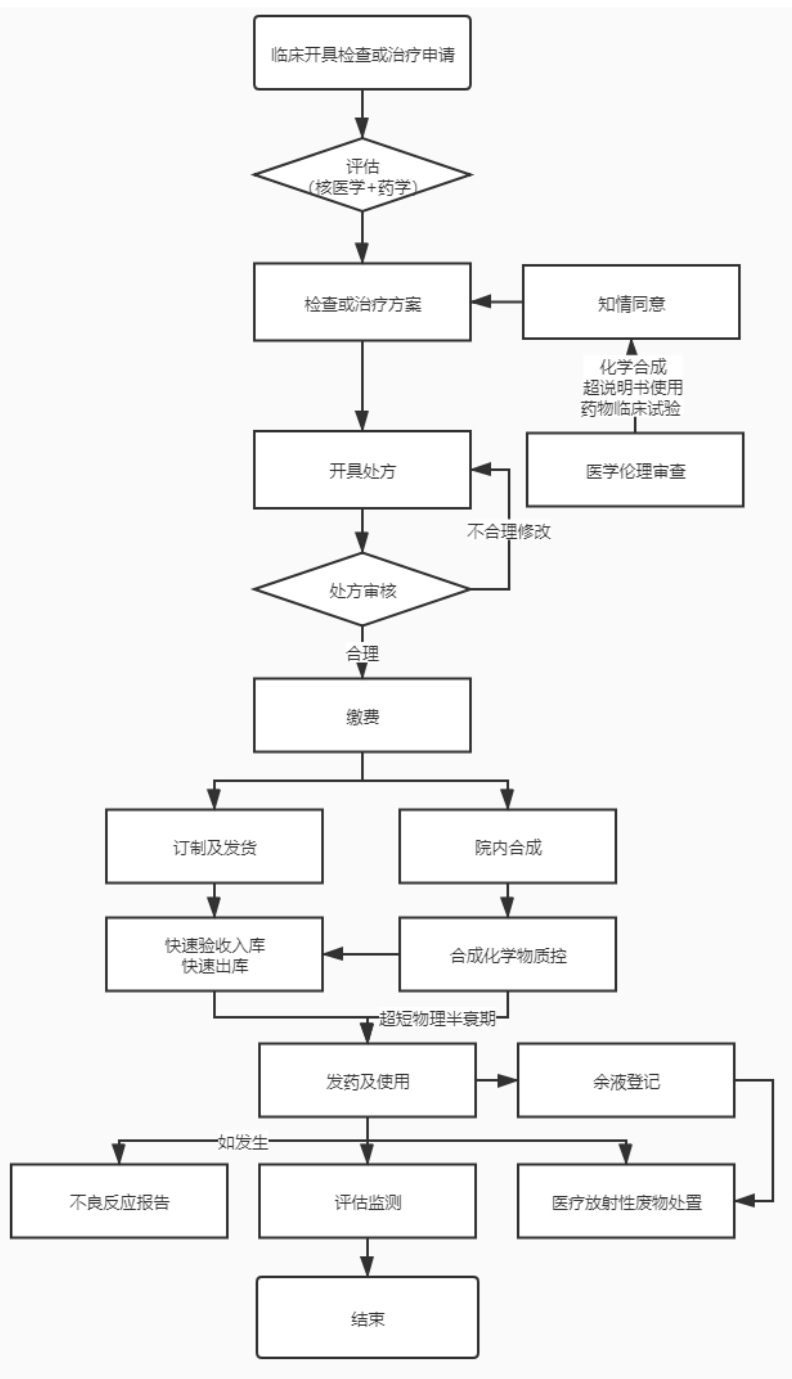 临床开具检查或治疗申请
评估
（核医学+药学）
检查或治疗方案
知情同意
化学合成
超说明书使用
药物临床试验
开具处方
医学伦理审查
不合理修改
处方审核
合理
缴费
订制及发货
院内合成
快速验收入库
快速出库
合成化学物质控
超短物理半衰期
发药及使用
余液登记
如发生
不良反应报告
评估监测
医疗放射性废物处置
结束